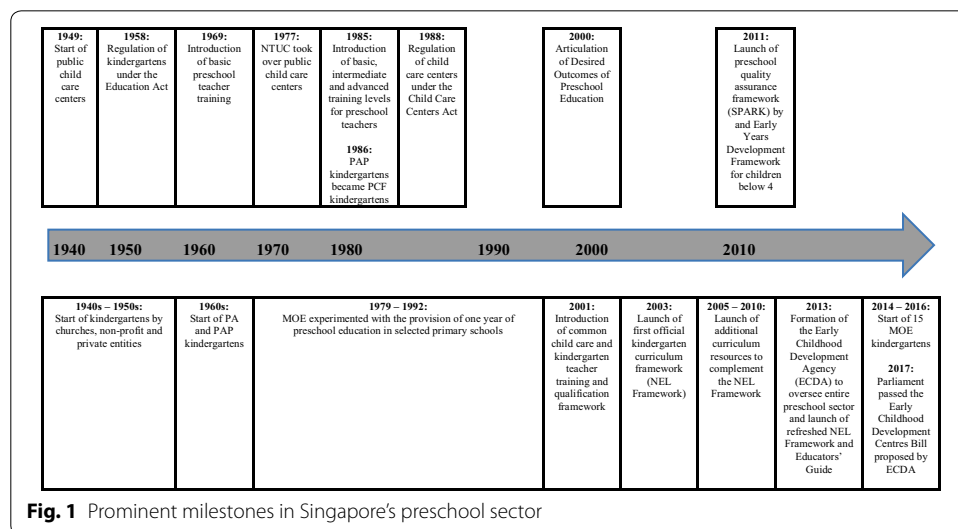 1949:
Start of
public
child
care
centers
1958:
Regulation of
kindergartens
under the
Education Act
1969:
Introduction
of basic
preschool
teacher
training
1977:
NTUC took
over public
child care
centers
1985:
Introduction
of basic,
intermediate
and advanced
training levels
for preschool
teachers
1986:
PAP
kindergartens
became PCF
kindergartens
1988:
Regulation
of child
care centers
under the
Child Care
Centers Act
2000:
Articulation
of Desired
Outcomes of
Preschool
Education
2011:
Launch of
preschool
quality
assurance
framework
(SPARK) by
and Early
Years
Development
Framework
for children
below 4
1940 1950 1960 1970 1980 1990 2000 2010
1940s – 1950s:
Start of kindergartens by
churches, non-profit and
private entities
1960s:
Start of PA
and PAP
kindergartens
1979 – 1992:
MOE experimented with the provision of one year of
preschool education in selected primary schools
2001:
Introduction
of common
child care and
kindergarten
teacher
training and
qualification
framework
2003:
Launch of
first official
kindergarten
curriculum
framework
(NEL
Framework)
2005 – 2010:
Launch of
additional
curriculum
resources to
complement
the NEL
Framework
2013:
Formation of
the Early
Childhood
Development
Agency
(ECDA) to
oversee entire
preschool sector
and launch of
refreshed NEL
Framework and
Educators’
Guide
2014 – 2016:
Start of 15
MOE
kindergartens
2017:
Parliament
passed the
Early
Childhood
Development
Centres Bill
proposed by
ECDA
Fig. 1 Prominent milestones in Singapore’s preschool sector